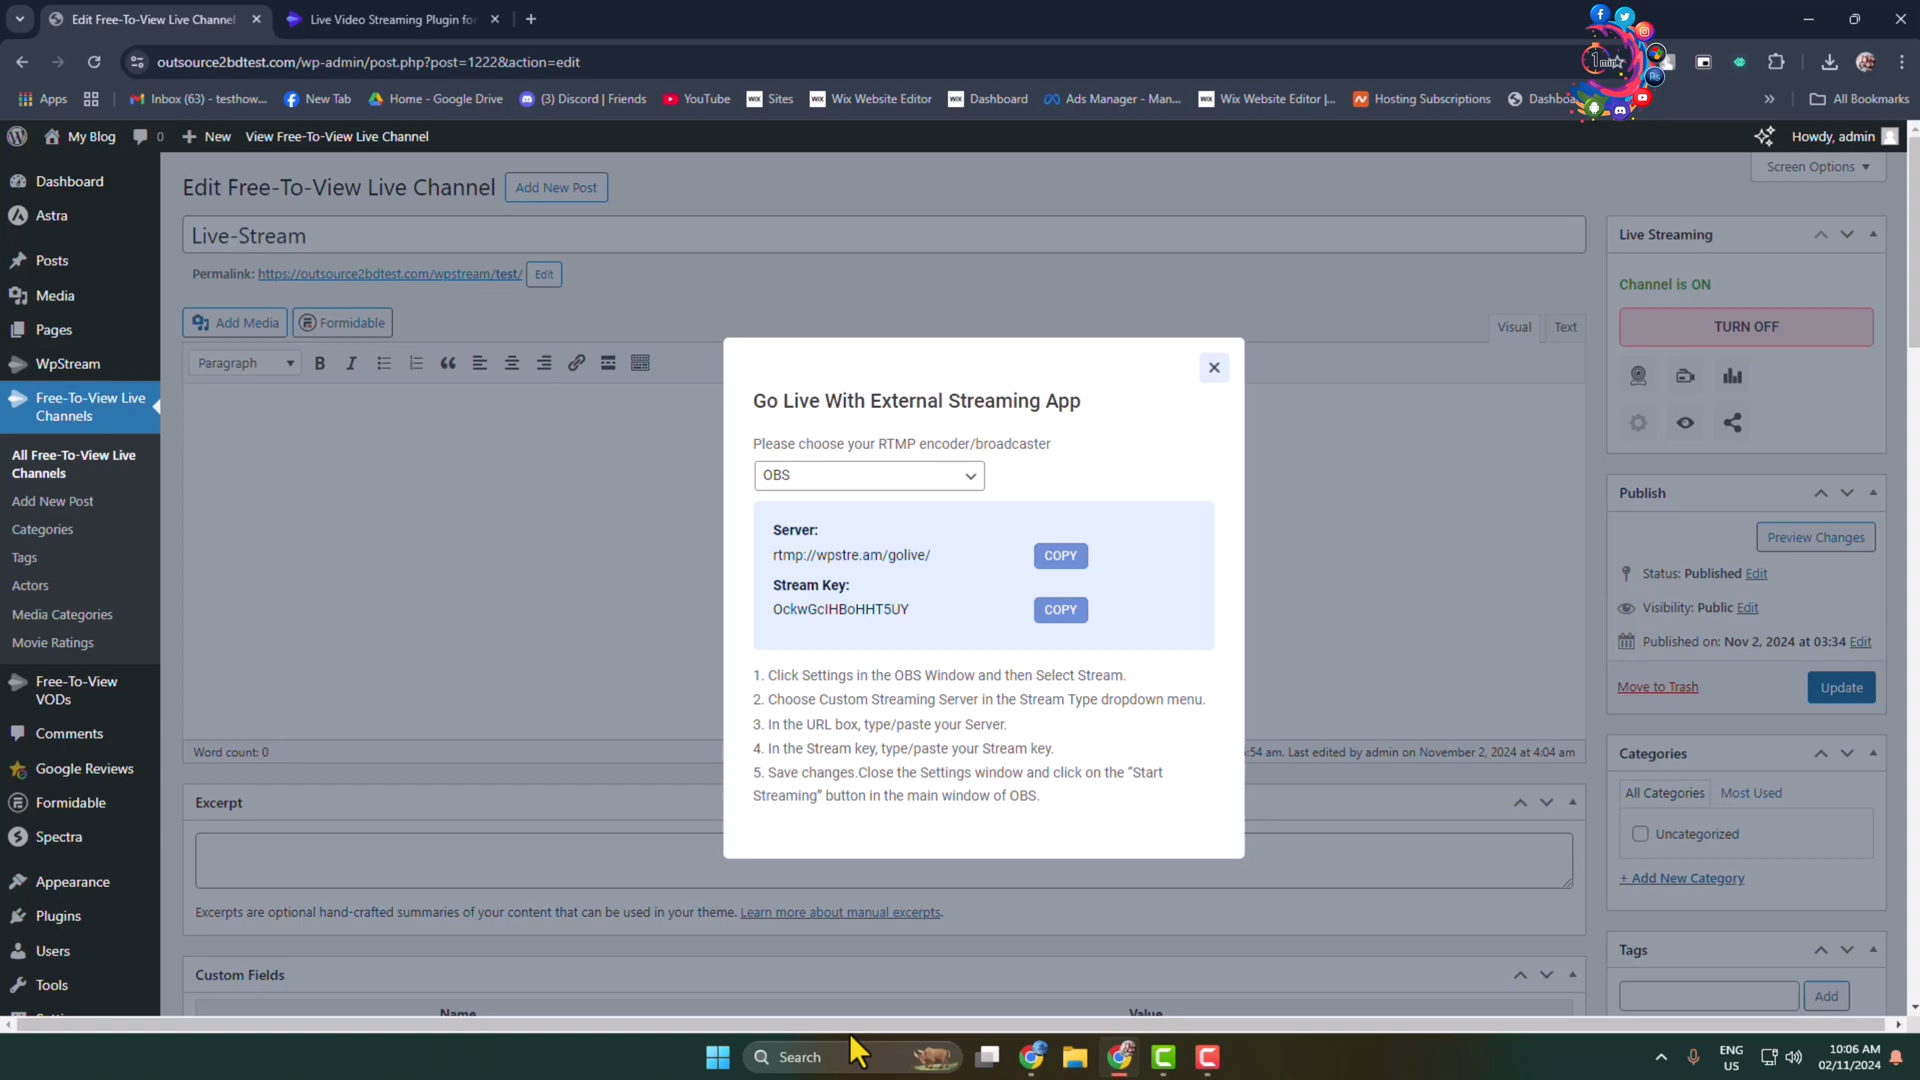 Edit Free-To-View Live Channel
Live Video Streaming Plugin for
outsource2bdtest.com/wp-admin/post.php?post=1222&action=edit
1 min
Apps
Inbox (63) - testhow...
New Tab
Home - Google Drive
(3) Discord | Friends
YouTube
Sites
Wix Website Editor
Dashboard
Ads Manager - Man...
Wix Website Editor |...
Hosting Subscriptions
All Bookmarks
My Blog
0
New
View Free-To-View Live Channel
Howdy, admin
Dashboard
Astra
Posts
Media
Pages
WpStream
Free-To-View Live
Channels
All Free-To-View Live
Channels
Add New Post
Categories
Tags
Actors
Media Categories
Movie Ratings
Free-To-View
VODs
Comments
Google Reviews
Formidable
Spectra
Appearance
Plugins
Users
Tools
Edit Free-To-View Live Channel
Add New Post
Screen Options
Live-Stream
Permalink: https://outsource2bdtest.com/wpstream/test/
Edit
Add Media
Formidable
Visual
Text
Paragraph
Word count: 0
:54 am. Last edited by admin on November 2, 2024 at 4:04 am
Excerpt
Excerpts are optional hand-crafted summaries of your content that can be used in your theme. Learn more about manual excerpts.
Custom Fields
Name
Value
Go Live With External Streaming App
Please choose your RTMP encoder/broadcaster
OBS
Server:
rtmp://wpstre.am/golive/
COPY
Stream Key:
OckwGcIHBoHHT5UY
COPY
1. Click Settings in the OBS Window and then Select Stream.
2. Choose Custom Streaming Server in the Stream Type dropdown menu.
3. In the URL box, type/paste your Server.
4. In the Stream key, type/paste your Stream key.
5. Save changes.Close the Settings window and click on the “Start
Streaming” button in the main window of OBS.
Live Streaming
Channel is ON
TURN OFF
Publish
Preview Changes
Status: Published Edit
Visibility: Public Edit
Published on: Nov 2, 2024 at 03:34 Edit
Move to Trash
Update
Categories
All Categories
Most Used
Uncategorized
+ Add New Category
Tags
Add
Search
ENG
US
10:06 AM
02/11/2024